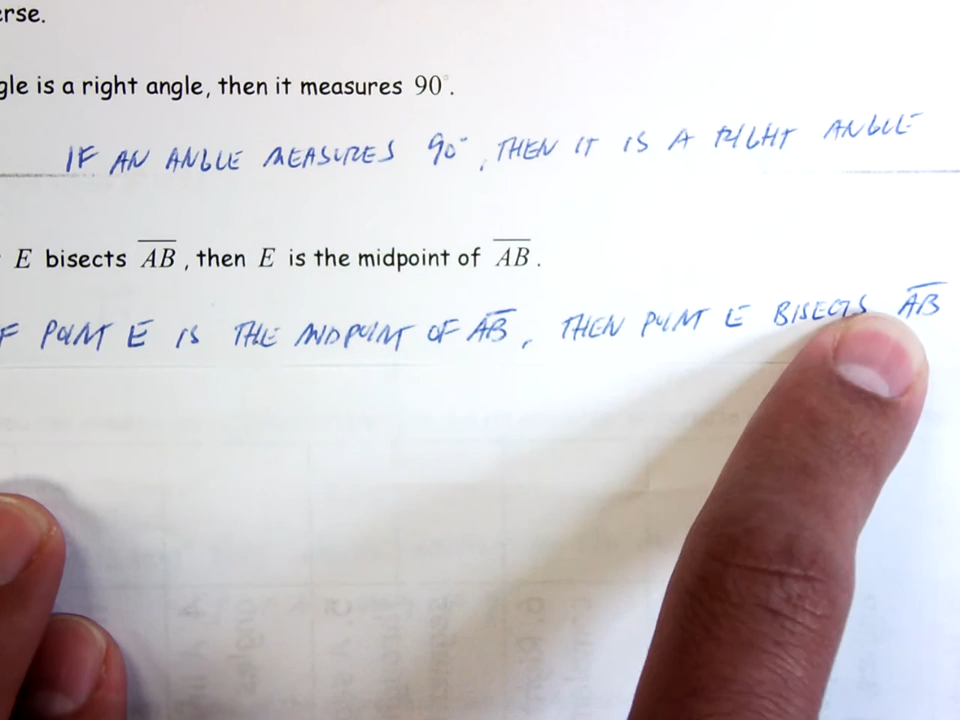 erse.
gle is a right angle, then it measures 90°.
IF AN ANGLE MEASURES 90°, THEN IT IS A RIGHT ANGLE
E bisects AB, then E is the midpoint of AB.
F POINT E IS THE MIDPOINT OF AB, THEN POINT E BISECTS AB